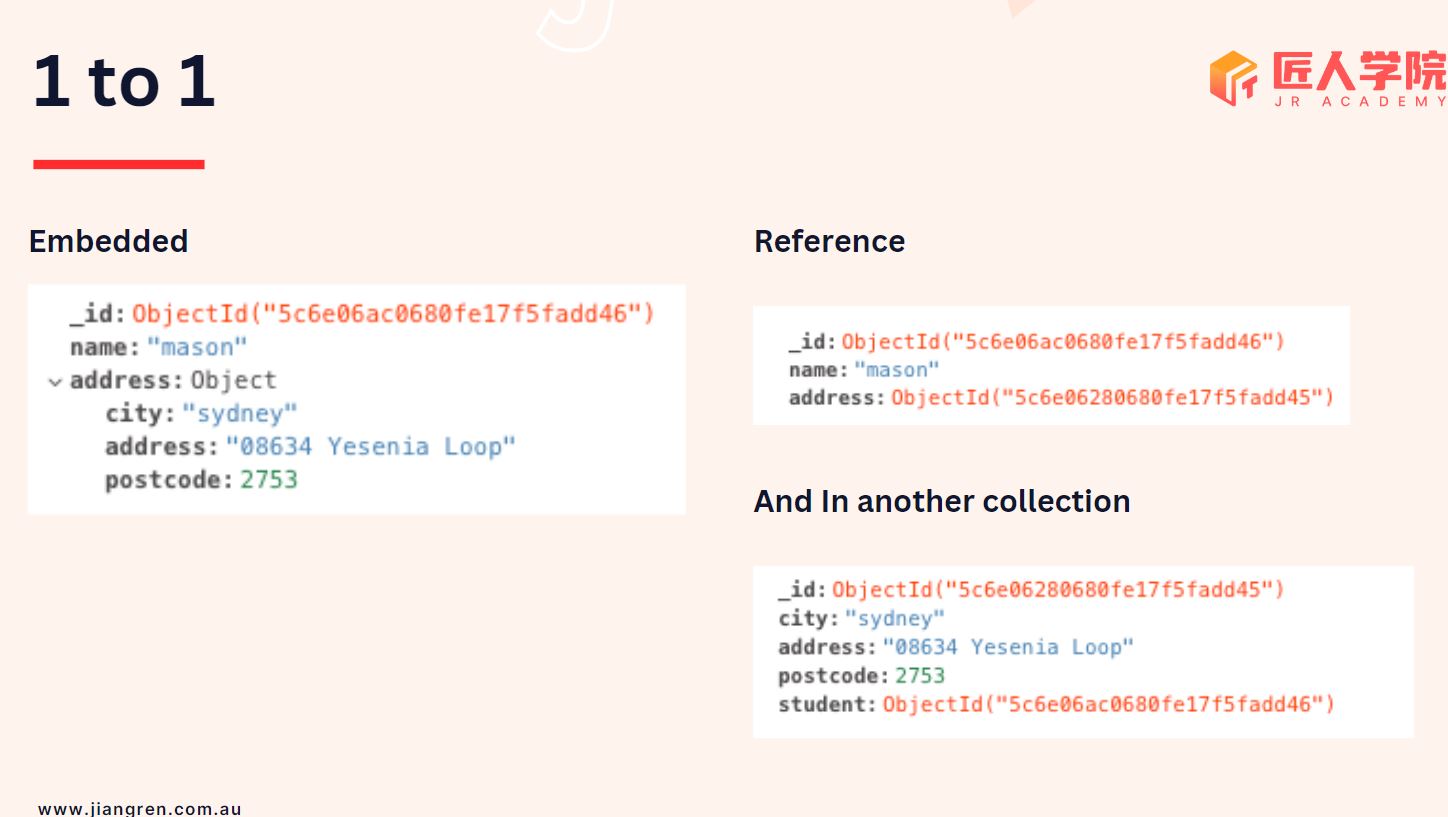 1 to 1
匠人学院
JR ACADEMY
Embedded
_id: ObjectId("5c6e06ac0680fe17f5fadd46")
name: "mason"
address: Object
city: "sydney"
address: "08634 Yesenia Loop"
postcode: 2753
Reference
_id: ObjectId("5c6e06ac0680fe17f5fadd46")
name: "mason"
address: ObjectId("5c6e06280680fe17f5fadd45")
And In another collection
_id: ObjectId("5c6e06280680fe17f5fadd45")
city: "sydney"
address: "08634 Yesenia Loop"
postcode: 2753
student: ObjectId("5c6e06ac0680fe17f5fadd46")
www.jiangren.com.au